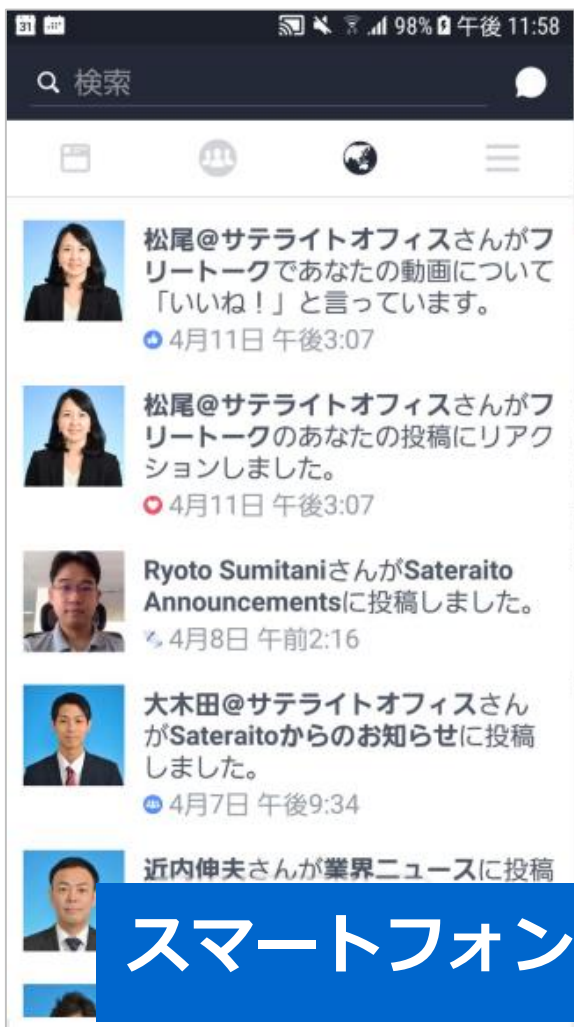 31
98% 午後 11:58
検索
松尾@サテライトオフィスさんがフ
リートークであなたの動画について
「いいね！」と言っています。
4月11日 午後3:07
松尾@サテライトオフィスさんがフ
リートークのあなたの投稿にリアク
ションしました。
4月11日 午後3:07
Ryoto SumitaniさんがSateraito
Announcementsに投稿しました。
4月8日 午前2:16
大木田@サテライトオフィスさん
がSateraitoからのお知らせに投稿
しました。
4月7日 午後9:34
近内伸夫さんが業界ニュースに投稿
スマートフォン